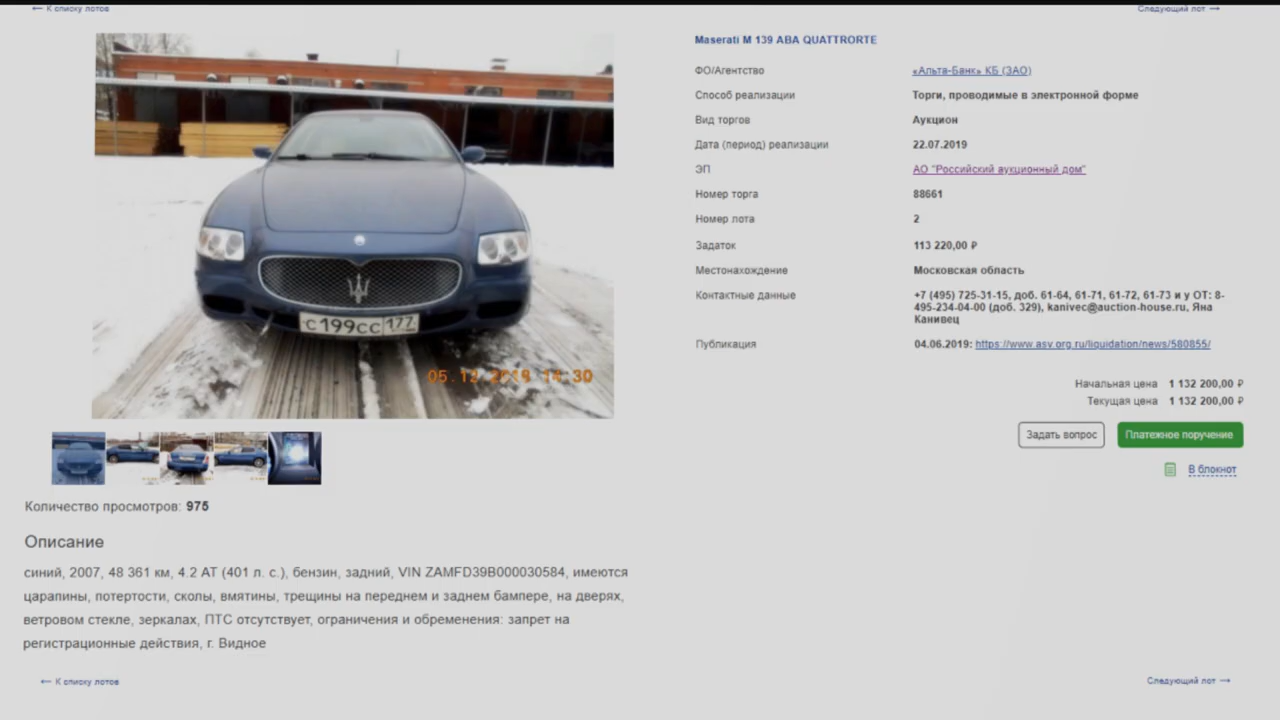 ← К списку лотов
Следующий лот →
Maserati M 139 ABA QUATTRORTE
ФО/Агентство «Альта-Банк» КБ (ЗАО)
Способ реализации Торги, проводимые в электронной форме
Вид торгов Аукцион
Дата (период) реализации 22.07.2019
ЭП АО "Российский аукционный дом"
Номер торга 88661
Номер лота 2
Задаток 113 220,00 ₽
Местонахождение Московская область
Контактные данные +7 (495) 725-31-15, доб. 61-64, 61-71, 61-72, 61-73 и у ОТ: 8-
495-234-04-00 (доб. 329), kanivec@auction-house.ru, Яна
Канивец
Публикация 04.06.2019: https://www.asv.org.ru/liquidation/news/580855/
Начальная цена 1 132 200,00 ₽
Текущая цена 1 132 200,00 ₽
Задать вопрос Платежное поручение
В блокнот
с199сс 177
14:30
Количество просмотров: 975
Описание
синий, 2007, 48 361 км, 4.2 АТ (401 л. с.), бензин, задний, VIN ZAMFD39B000030584, имеются
царапины, потертости, сколы, вмятины, трещины на переднем и заднем бампере, на дверях,
ветровом стекле, зеркалах, ПТС отсутствует, ограничения и обременения: запрет на
регистрационные действия, г. Видное
← К списку лотов
Следующий лот →